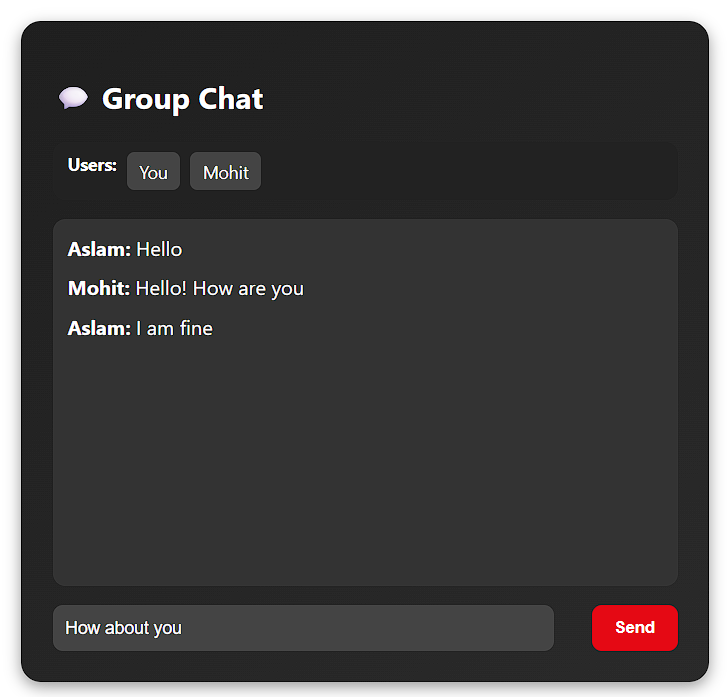 💬 Group Chat
Users: You Mohit
Aslam: Hello
Mohit: Hello! How are you
Aslam: I am fine
How about you Send